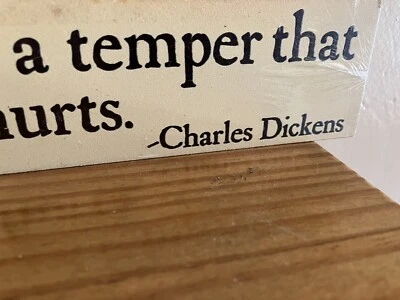 a temper that
hurts.
-Charles Dickens